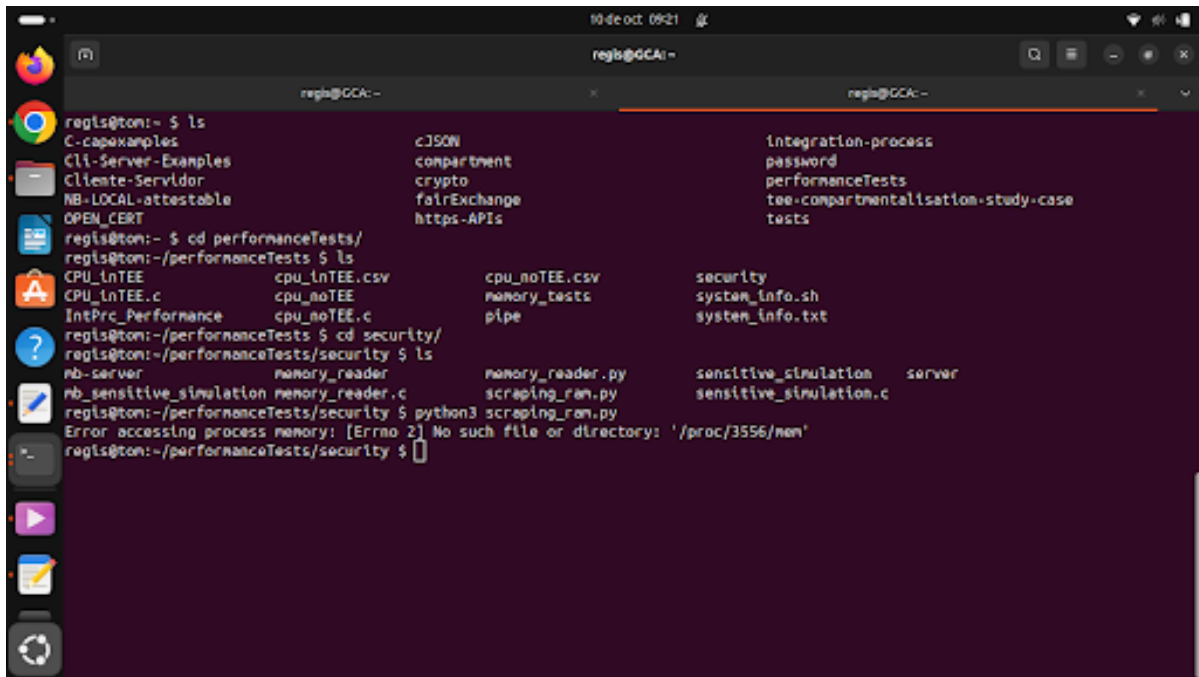 10 de oct 09:21
regis@GCA: ~
regis@GCA: ~ regis@GCA: ~
regis@tom:~ $ ls
C-capexamples cJSON integration-process
Cli-Server-Examples compartment password
Cliente-Servidor crypto performanceTests
NB-LOCAL-attestable fairExchange tee-compartmentalisation-study-case
OPEN_CERT https-APIs tests
regis@tom:~ $ cd performanceTests/
regis@tom:~/performanceTests $ ls
CPU_inTEE cpu_inTEE.csv cpu_noTEE.csv security
CPU_inTEE.c cpu_noTEE memory_tests system_info.sh
IntPrc_Performance cpu_noTEE.c pipe system_info.txt
regis@tom:~/performanceTests $ cd security/
regis@tom:~/performanceTests/security $ ls
mb-server memory_reader memory_reader.py sensitive_simulation server
mb_sensitive_simulation memory_reader.c scraping_ram.py sensitive_simulation.c
regis@tom:~/performanceTests/security $ python3 scraping_ram.py
Error accessing process memory: [Errno 2] No such file or directory: '/proc/3556/mem'
regis@tom:~/performanceTests/security $